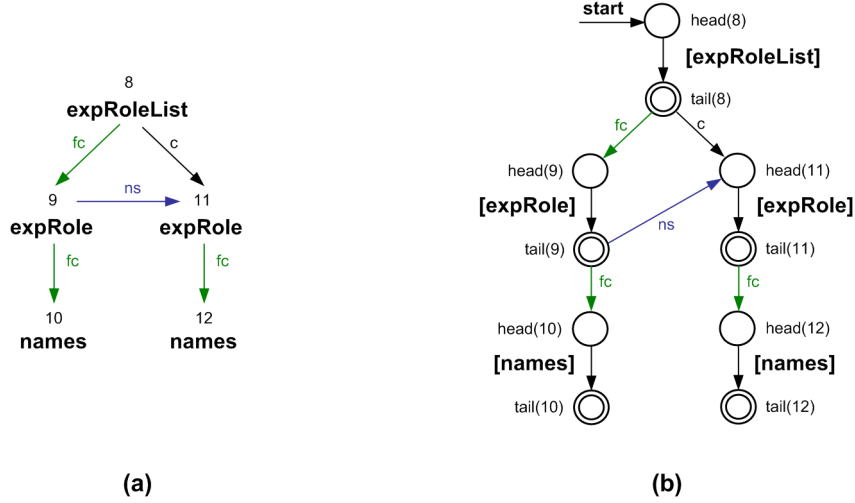 start
head(8)
[expRoleList]
8
expRoleList
tail(8)
fc
c
fc
c
head(9)
head(11)
9
ns
11
[expRole]
[expRole]
expRole
expRole
ns
tail(9)
tail(11)
fc
fc
fc
fc
10
12
head(10)
head(12)
names
names
[names]
[names]
tail(10)
tail(12)
(a)
(b)